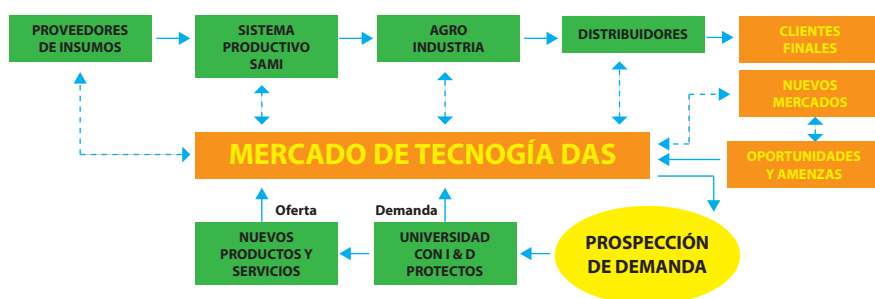 PROVEEDORES
DE INSUMOS
SISTEMA
PRODUCTIVO
SAMI
AGRO
INDUSTRIA
DISTRIBUIDORES
CLIENTES
FINALES
NUEVOS
MERCADOS
MERCADO DE TECNOLOGÍA DAS
OPORTUNIDADES
Y AMENZAS
Oferta
Demanda
NUEVOS
PRODUCTOS Y
SERVICIOS
UNIVERSIDAD
CON I & D
PROTECTOS
PROSPECCIÓN
DE DEMANDA